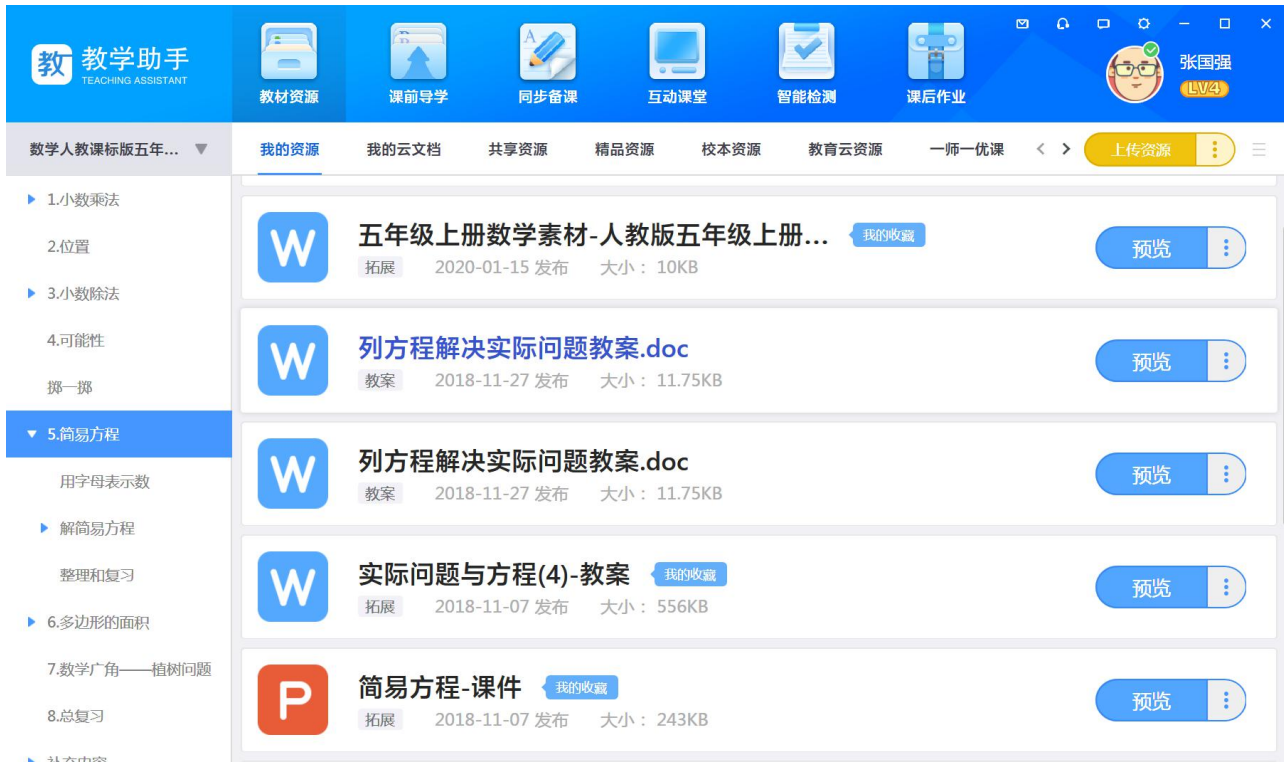 教 教学助手
TEACHING ASSISTANT
教材资源 课前导学 同步备课 互动课堂 智能检测 课后作业
张国强
LV4
数学人教课标版五年...
我的资源 我的云文档 共享资源 精品资源 校本资源 教育云资源 一师一优课
上传资源
1.小数乘法
2.位置
3.小数除法
4.可能性
掷一掷
5.简易方程
用字母表示数
解简易方程
整理和复习
6.多边形的面积
7.数学广角——植树问题
8.总复习
补充内容
W 五年级上册数学素材-人教版五年级上册... 我的收藏
拓展 2020-01-15 发布 大小： 10KB
预览
W 列方程解决实际问题教案.doc
教案 2018-11-27 发布 大小： 11.75KB
预览
W 列方程解决实际问题教案.doc
教案 2018-11-27 发布 大小： 11.75KB
预览
W 实际问题与方程(4)-教案 我的收藏
拓展 2018-11-07 发布 大小： 556KB
预览
P 简易方程-课件 我的收藏
拓展 2018-11-07 发布 大小： 243KB
预览